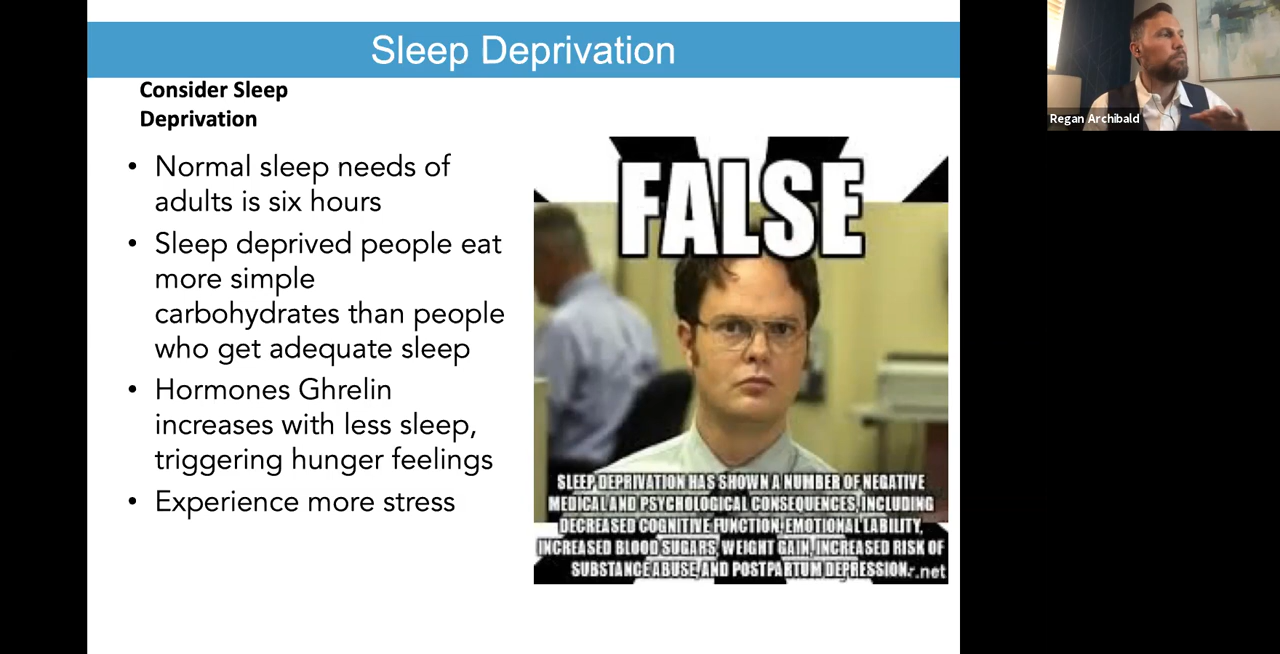 Sleep Deprivation
Consider Sleep
Deprivation
• Normal sleep needs of
adults is six hours
• Sleep deprived people eat
more simple
carbohydrates than people
who get adequate sleep
• Hormones Ghrelin
increases with less sleep,
triggering hunger feelings
• Experience more stress
FALSE
SLEEP DEPRIVATION HAS SHOWN A NUMBER OF NEGATIVE
MEDICAL AND PSYCHOLOGICAL CONSEQUENCES, INCLUDING
DECREASED COGNITIVE FUNCTION, EMOTIONAL LABILITY,
INCREASED BLOOD SUGARS, WEIGHT GAIN, INCREASED RISK OF
SUBSTANCE ABUSE, AND POSTPARTUM DEPRESSION.
.net
Regan Archibald